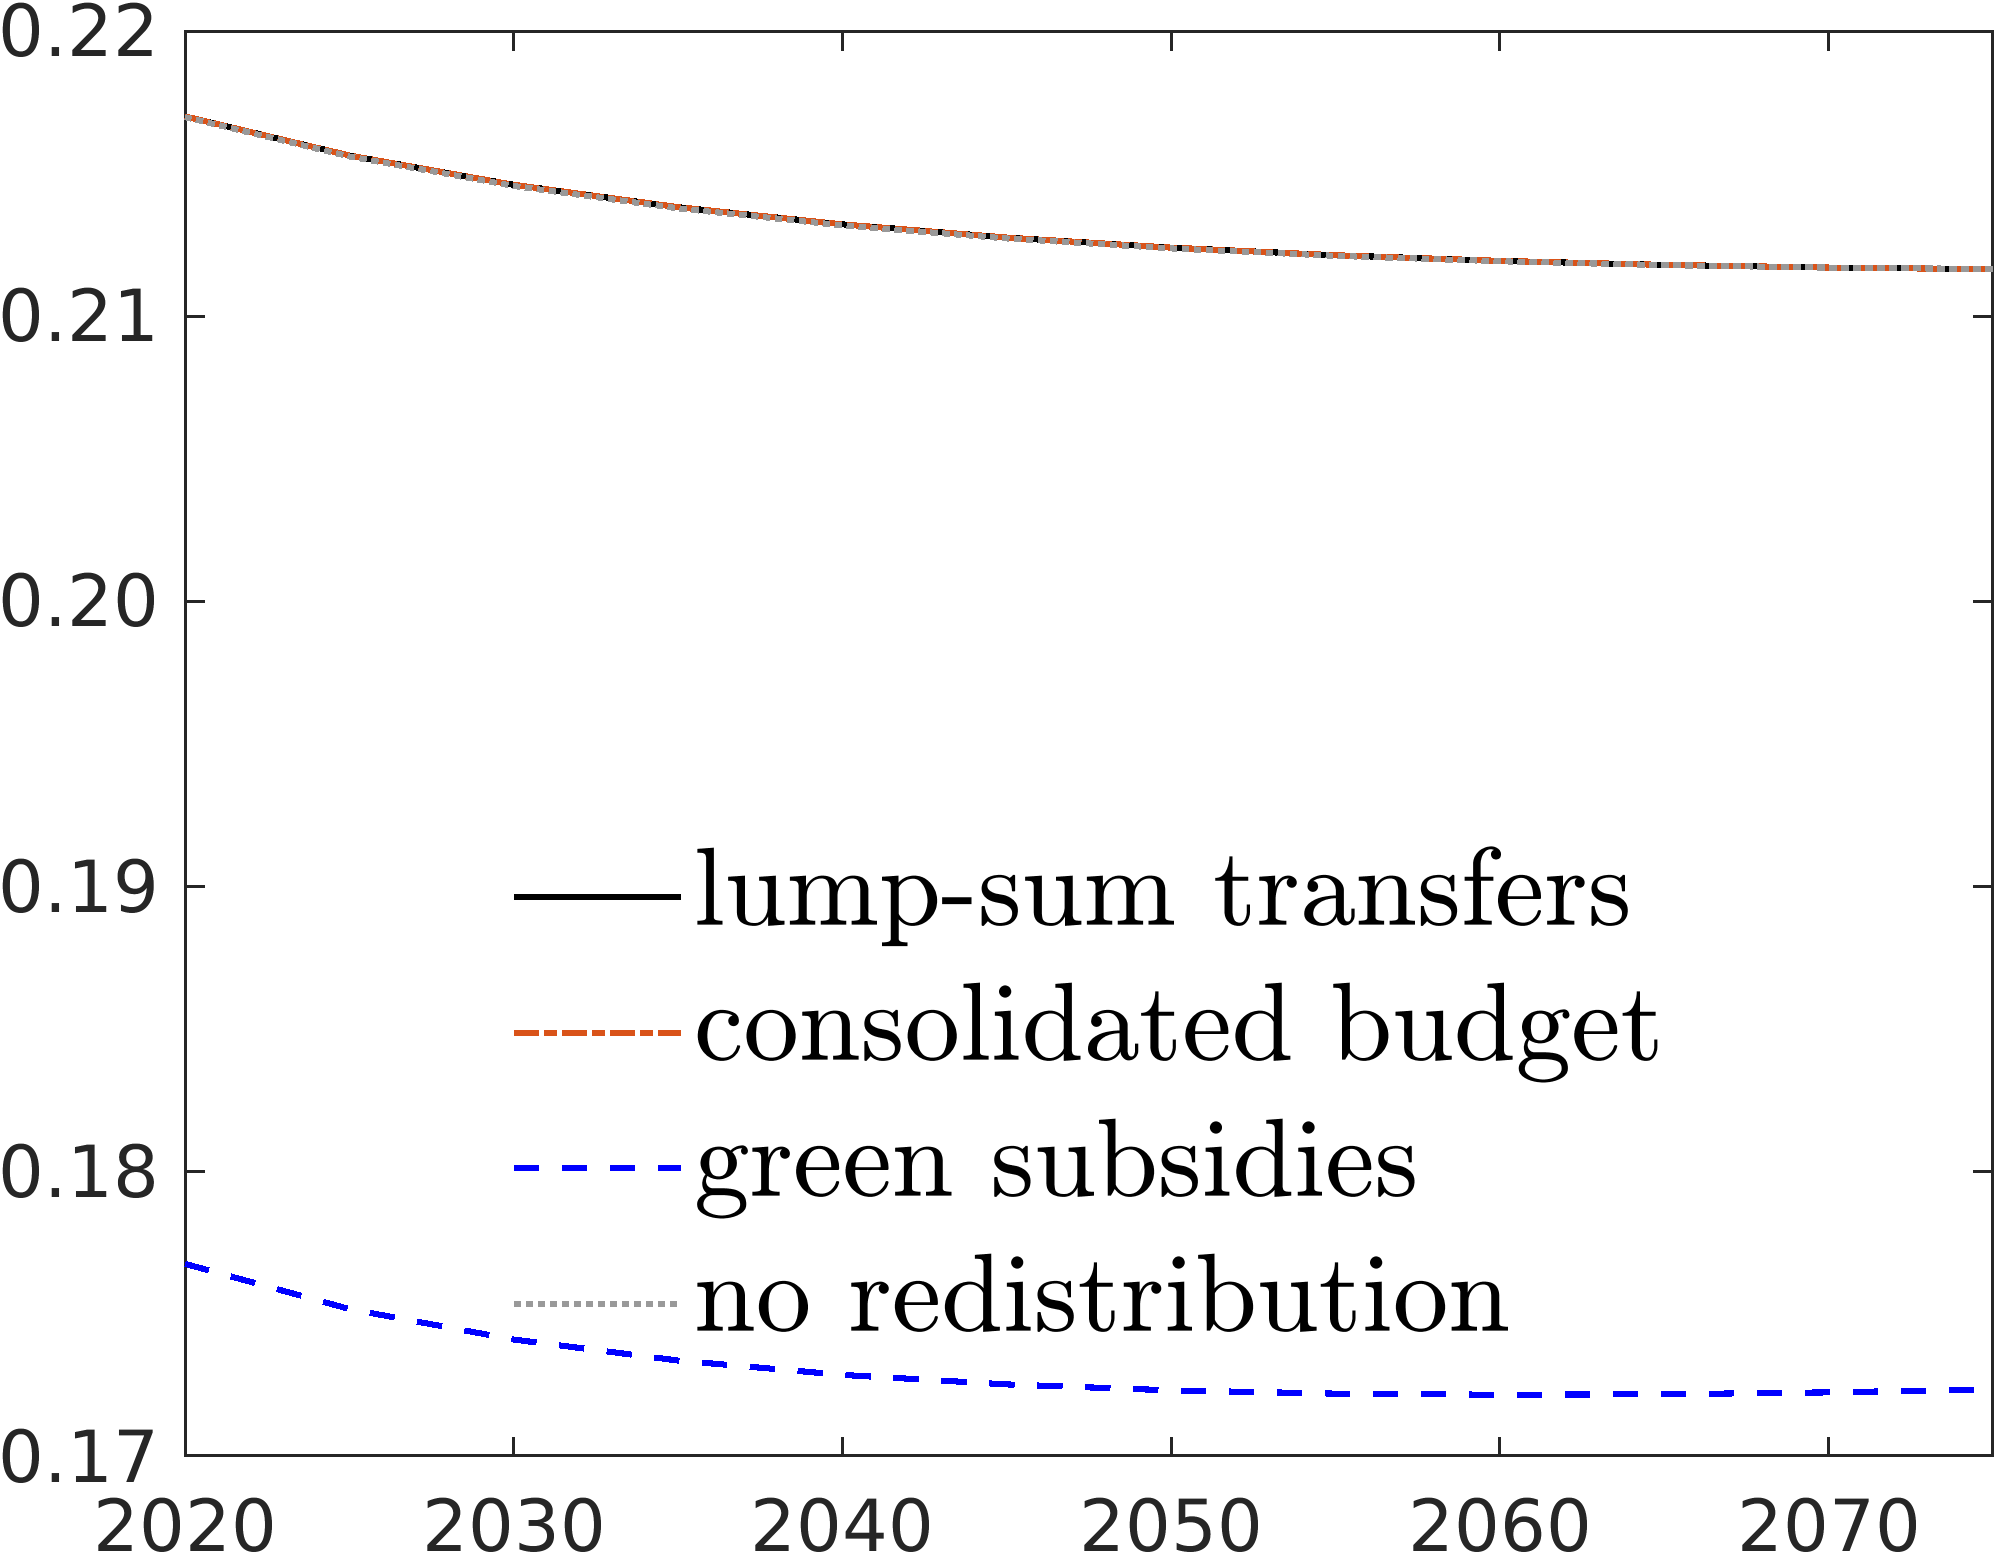 0.22
0.21
0.20
0.19
0.18
0.17
lump-sum transfers
consolidated budget
green subsidies
no redistribution
2020 2030 2040 2050 2060 2070